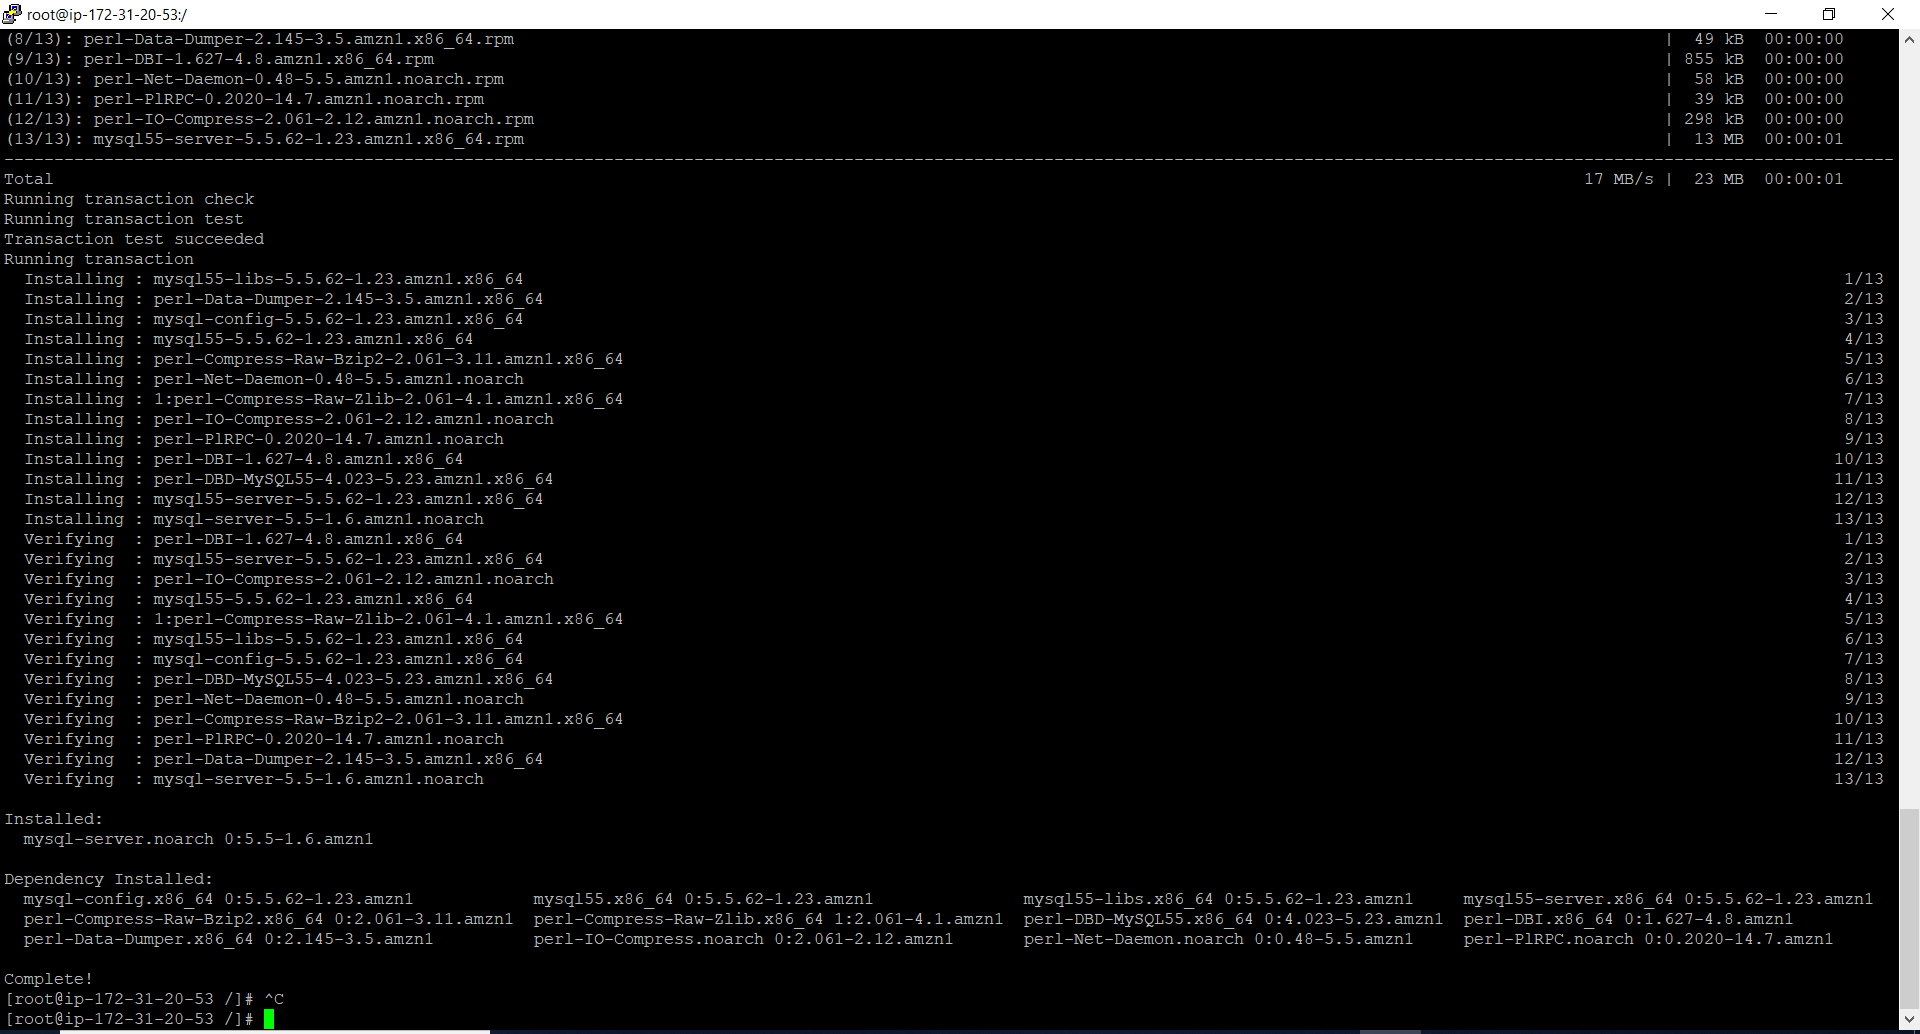 root@ip-172-31-20-53:/
(8/13): perl-Data-Dumper-2.145-3.5.amzn1.x86_64.rpm | 49 kB 00:00:00
(9/13): perl-DBI-1.627-4.8.amzn1.x86_64.rpm | 855 kB 00:00:00
(10/13): perl-Net-Daemon-0.48-5.5.amzn1.noarch.rpm | 58 kB 00:00:00
(11/13): perl-PlRPC-0.2020-14.7.amzn1.noarch.rpm | 39 kB 00:00:00
(12/13): perl-IO-Compress-2.061-2.12.amzn1.noarch.rpm | 298 kB 00:00:00
(13/13): mysql55-server-5.5.62-1.23.amzn1.x86_64.rpm | 13 MB 00:00:01
--------------------------------------------------------------------------------
Total 17 MB/s | 23 MB 00:00:01
Running transaction check
Running transaction test
Transaction test succeeded
Running transaction
Installing : mysql55-libs-5.5.62-1.23.amzn1.x86_64 1/13
Installing : perl-Data-Dumper-2.145-3.5.amzn1.x86_64 2/13
Installing : mysql-config-5.5.62-1.23.amzn1.x86_64 3/13
Installing : mysql55-5.5.62-1.23.amzn1.x86_64 4/13
Installing : perl-Compress-Raw-Bzip2-2.061-3.11.amzn1.x86_64 5/13
Installing : perl-Net-Daemon-0.48-5.5.amzn1.noarch 6/13
Installing : 1:perl-Compress-Raw-Zlib-2.061-4.1.amzn1.x86_64 7/13
Installing : perl-IO-Compress-2.061-2.12.amzn1.noarch 8/13
Installing : perl-PlRPC-0.2020-14.7.amzn1.noarch 9/13
Installing : perl-DBI-1.627-4.8.amzn1.x86_64 10/13
Installing : perl-DBD-MySQL55-4.023-5.23.amzn1.x86_64 11/13
Installing : mysql55-server-5.5.62-1.23.amzn1.x86_64 12/13
Installing : mysql-server-5.5-1.6.amzn1.noarch 13/13
Verifying : perl-DBI-1.627-4.8.amzn1.x86_64 1/13
Verifying : mysql55-server-5.5.62-1.23.amzn1.x86_64 2/13
Verifying : perl-IO-Compress-2.061-2.12.amzn1.noarch 3/13
Verifying : mysql55-5.5.62-1.23.amzn1.x86_64 4/13
Verifying : 1:perl-Compress-Raw-Zlib-2.061-4.1.amzn1.x86_64 5/13
Verifying : mysql55-libs-5.5.62-1.23.amzn1.x86_64 6/13
Verifying : mysql-config-5.5.62-1.23.amzn1.x86_64 7/13
Verifying : perl-DBD-MySQL55-4.023-5.23.amzn1.x86_64 8/13
Verifying : perl-Net-Daemon-0.48-5.5.amzn1.noarch 9/13
Verifying : perl-Compress-Raw-Bzip2-2.061-3.11.amzn1.x86_64 10/13
Verifying : perl-PlRPC-0.2020-14.7.amzn1.noarch 11/13
Verifying : perl-Data-Dumper-2.145-3.5.amzn1.x86_64 12/13
Verifying : mysql-server-5.5-1.6.amzn1.noarch 13/13
Installed:
mysql-server.noarch 0:5.5-1.6.amzn1
Dependency Installed:
mysql-config.x86_64 0:5.5.62-1.23.amzn1 mysql55.x86_64 0:5.5.62-1.23.amzn1 mysql55-libs.x86_64 0:5.5.62-1.23.amzn1 mysql55-server.x86_64 0:5.5.62-1.23.amzn1
perl-Compress-Raw-Bzip2.x86_64 0:2.061-3.11.amzn1 perl-Compress-Raw-Zlib.x86_64 1:2.061-4.1.amzn1 perl-DBD-MySQL55.x86_64 0:4.023-5.23.amzn1 perl-DBI.x86_64 0:1.627-4.8.amzn1
perl-Data-Dumper.x86_64 0:2.145-3.5.amzn1 perl-IO-Compress.noarch 0:2.061-2.12.amzn1 perl-Net-Daemon.noarch 0:0.48-5.5.amzn1 perl-PlRPC.noarch 0:0.2020-14.7.amzn1
Complete!
[root@ip-172-31-20-53 /]# ^C
[root@ip-172-31-20-53 /]#